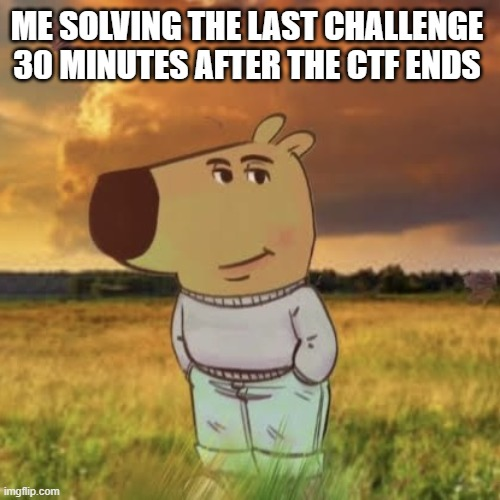 ME SOLVING THE LAST CHALLENGE
30 MINUTES AFTER THE CTF ENDS
imgflip.com